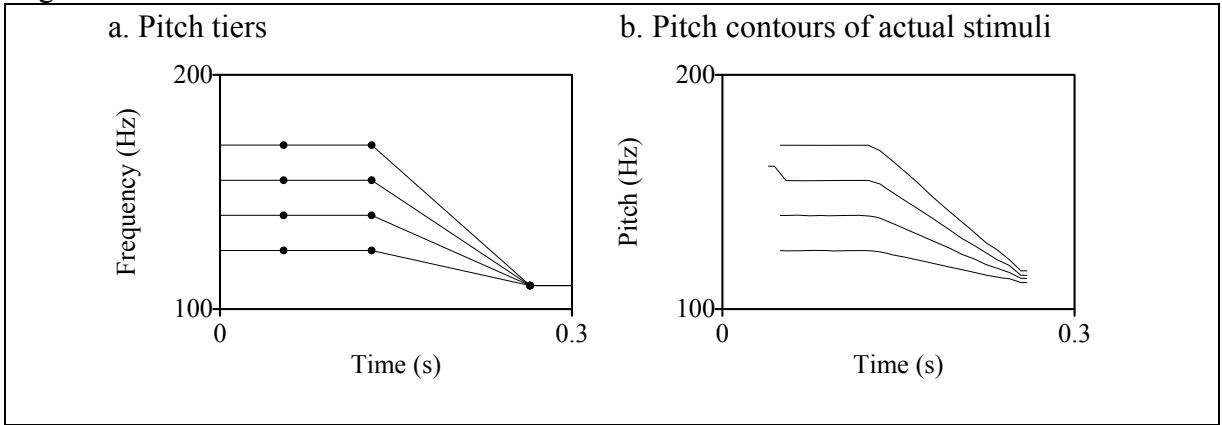 a. Pitch tiers
200
Frequency (Hz)
100
0
0.3
Time (s)
b. Pitch contours of actual stimuli
200
Pitch (Hz)
100
0
0.3
Time (s)